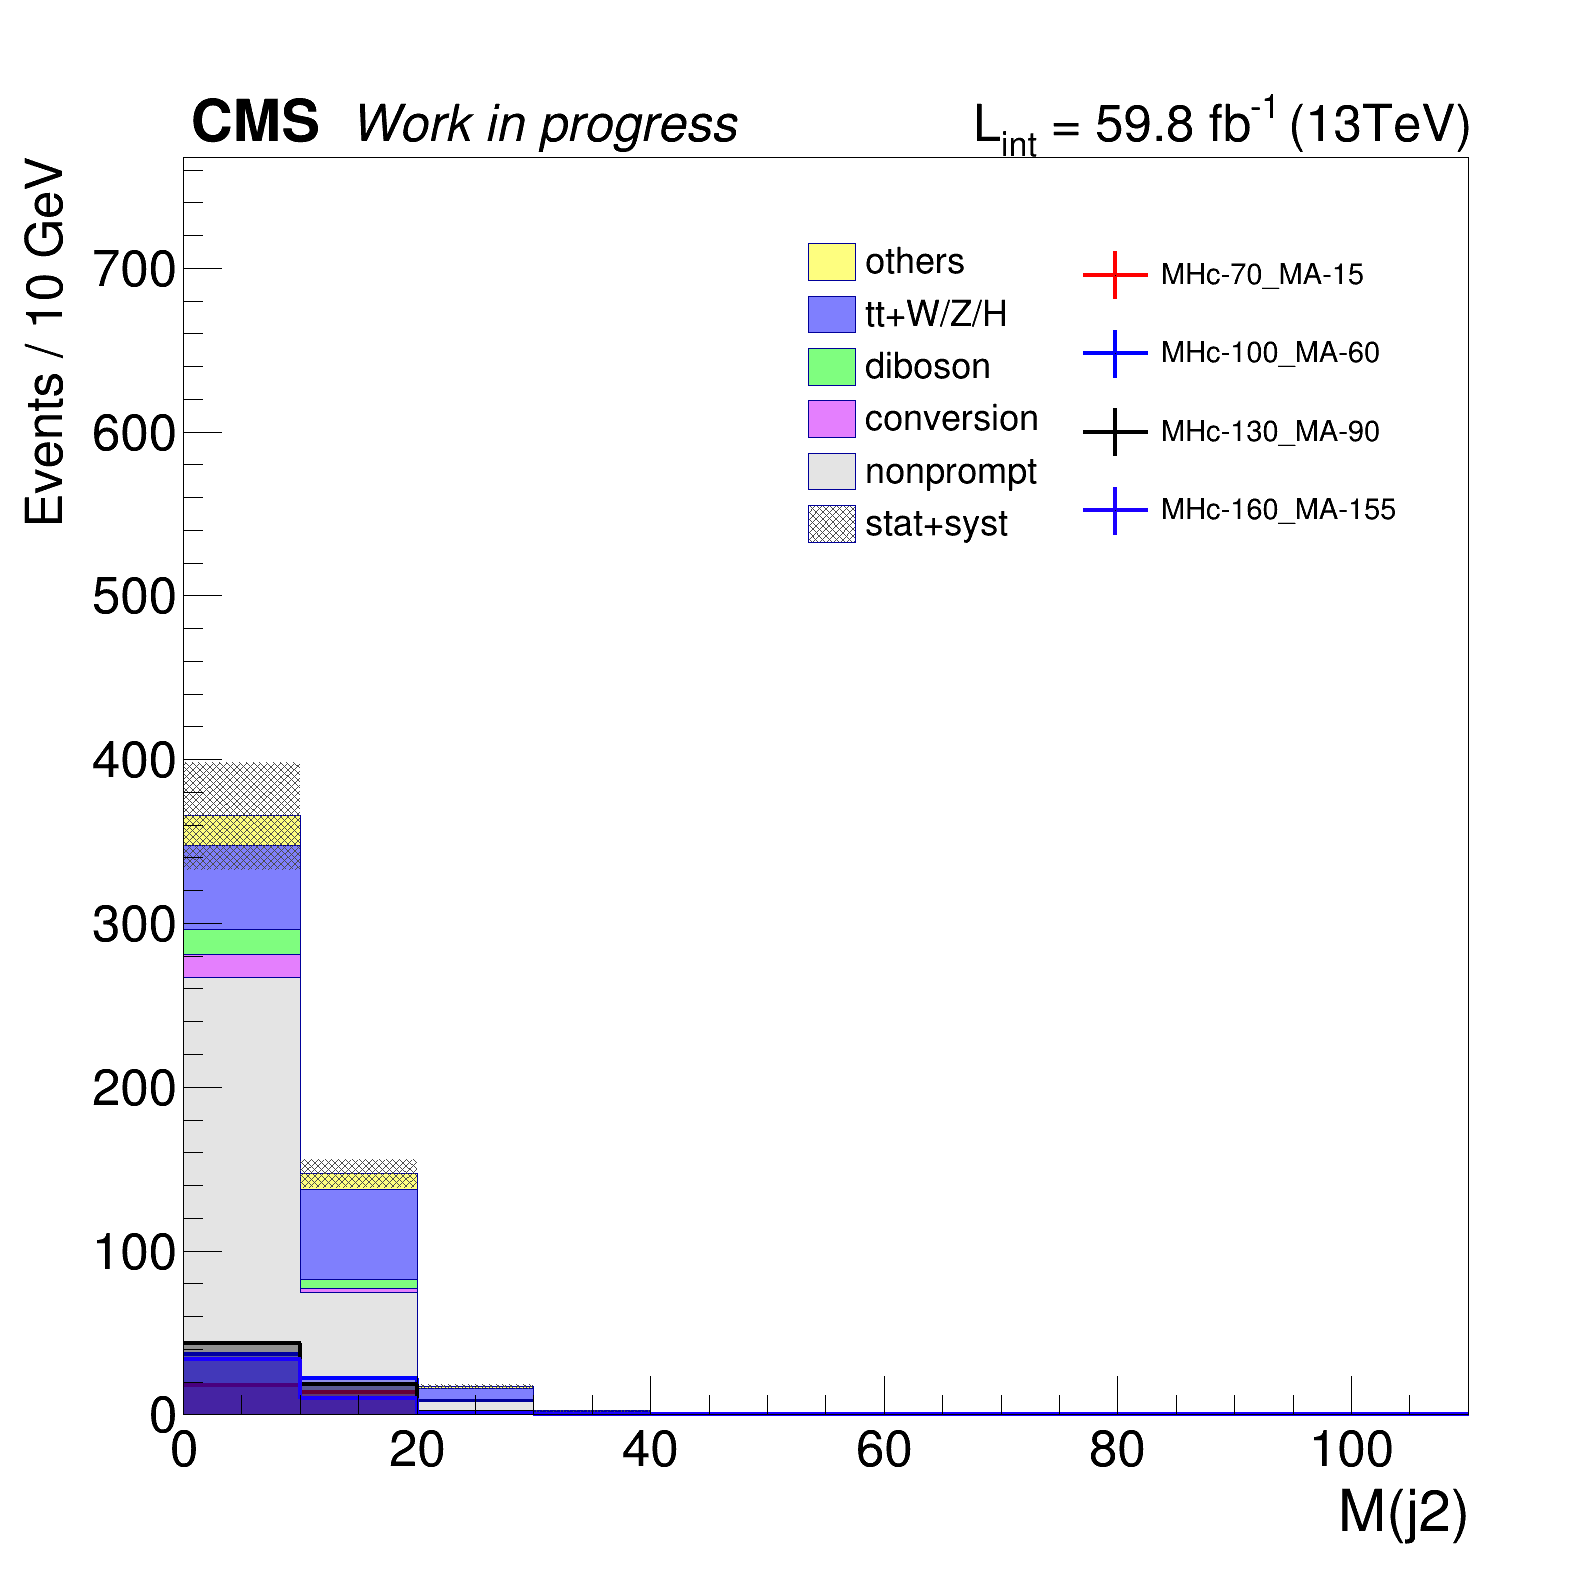 CMS Work in progress
L_int = 59.8 fb^-1 (13TeV)
Events / 10 GeV
700
600
500
400
300
200
100
0
others
tt+W/Z/H
diboson
conversion
nonprompt
stat+syst
MHc-70_MA-15
MHc-100_MA-60
MHc-130_MA-90
MHc-160_MA-155
0 20 40 60 80 100
M(j2)